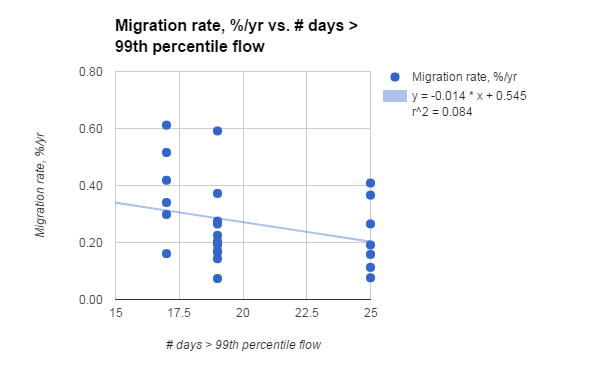 Migration rate, %/yr vs. # days >
99th percentile flow
Migration rate, %/yr
y = -0.014 * x + 0.545
r^2 = 0.084
0.80
0.60
0.40
0.20
0.00
Migration rate, %/yr
15 17.5 20 22.5 25
# days > 99th percentile flow